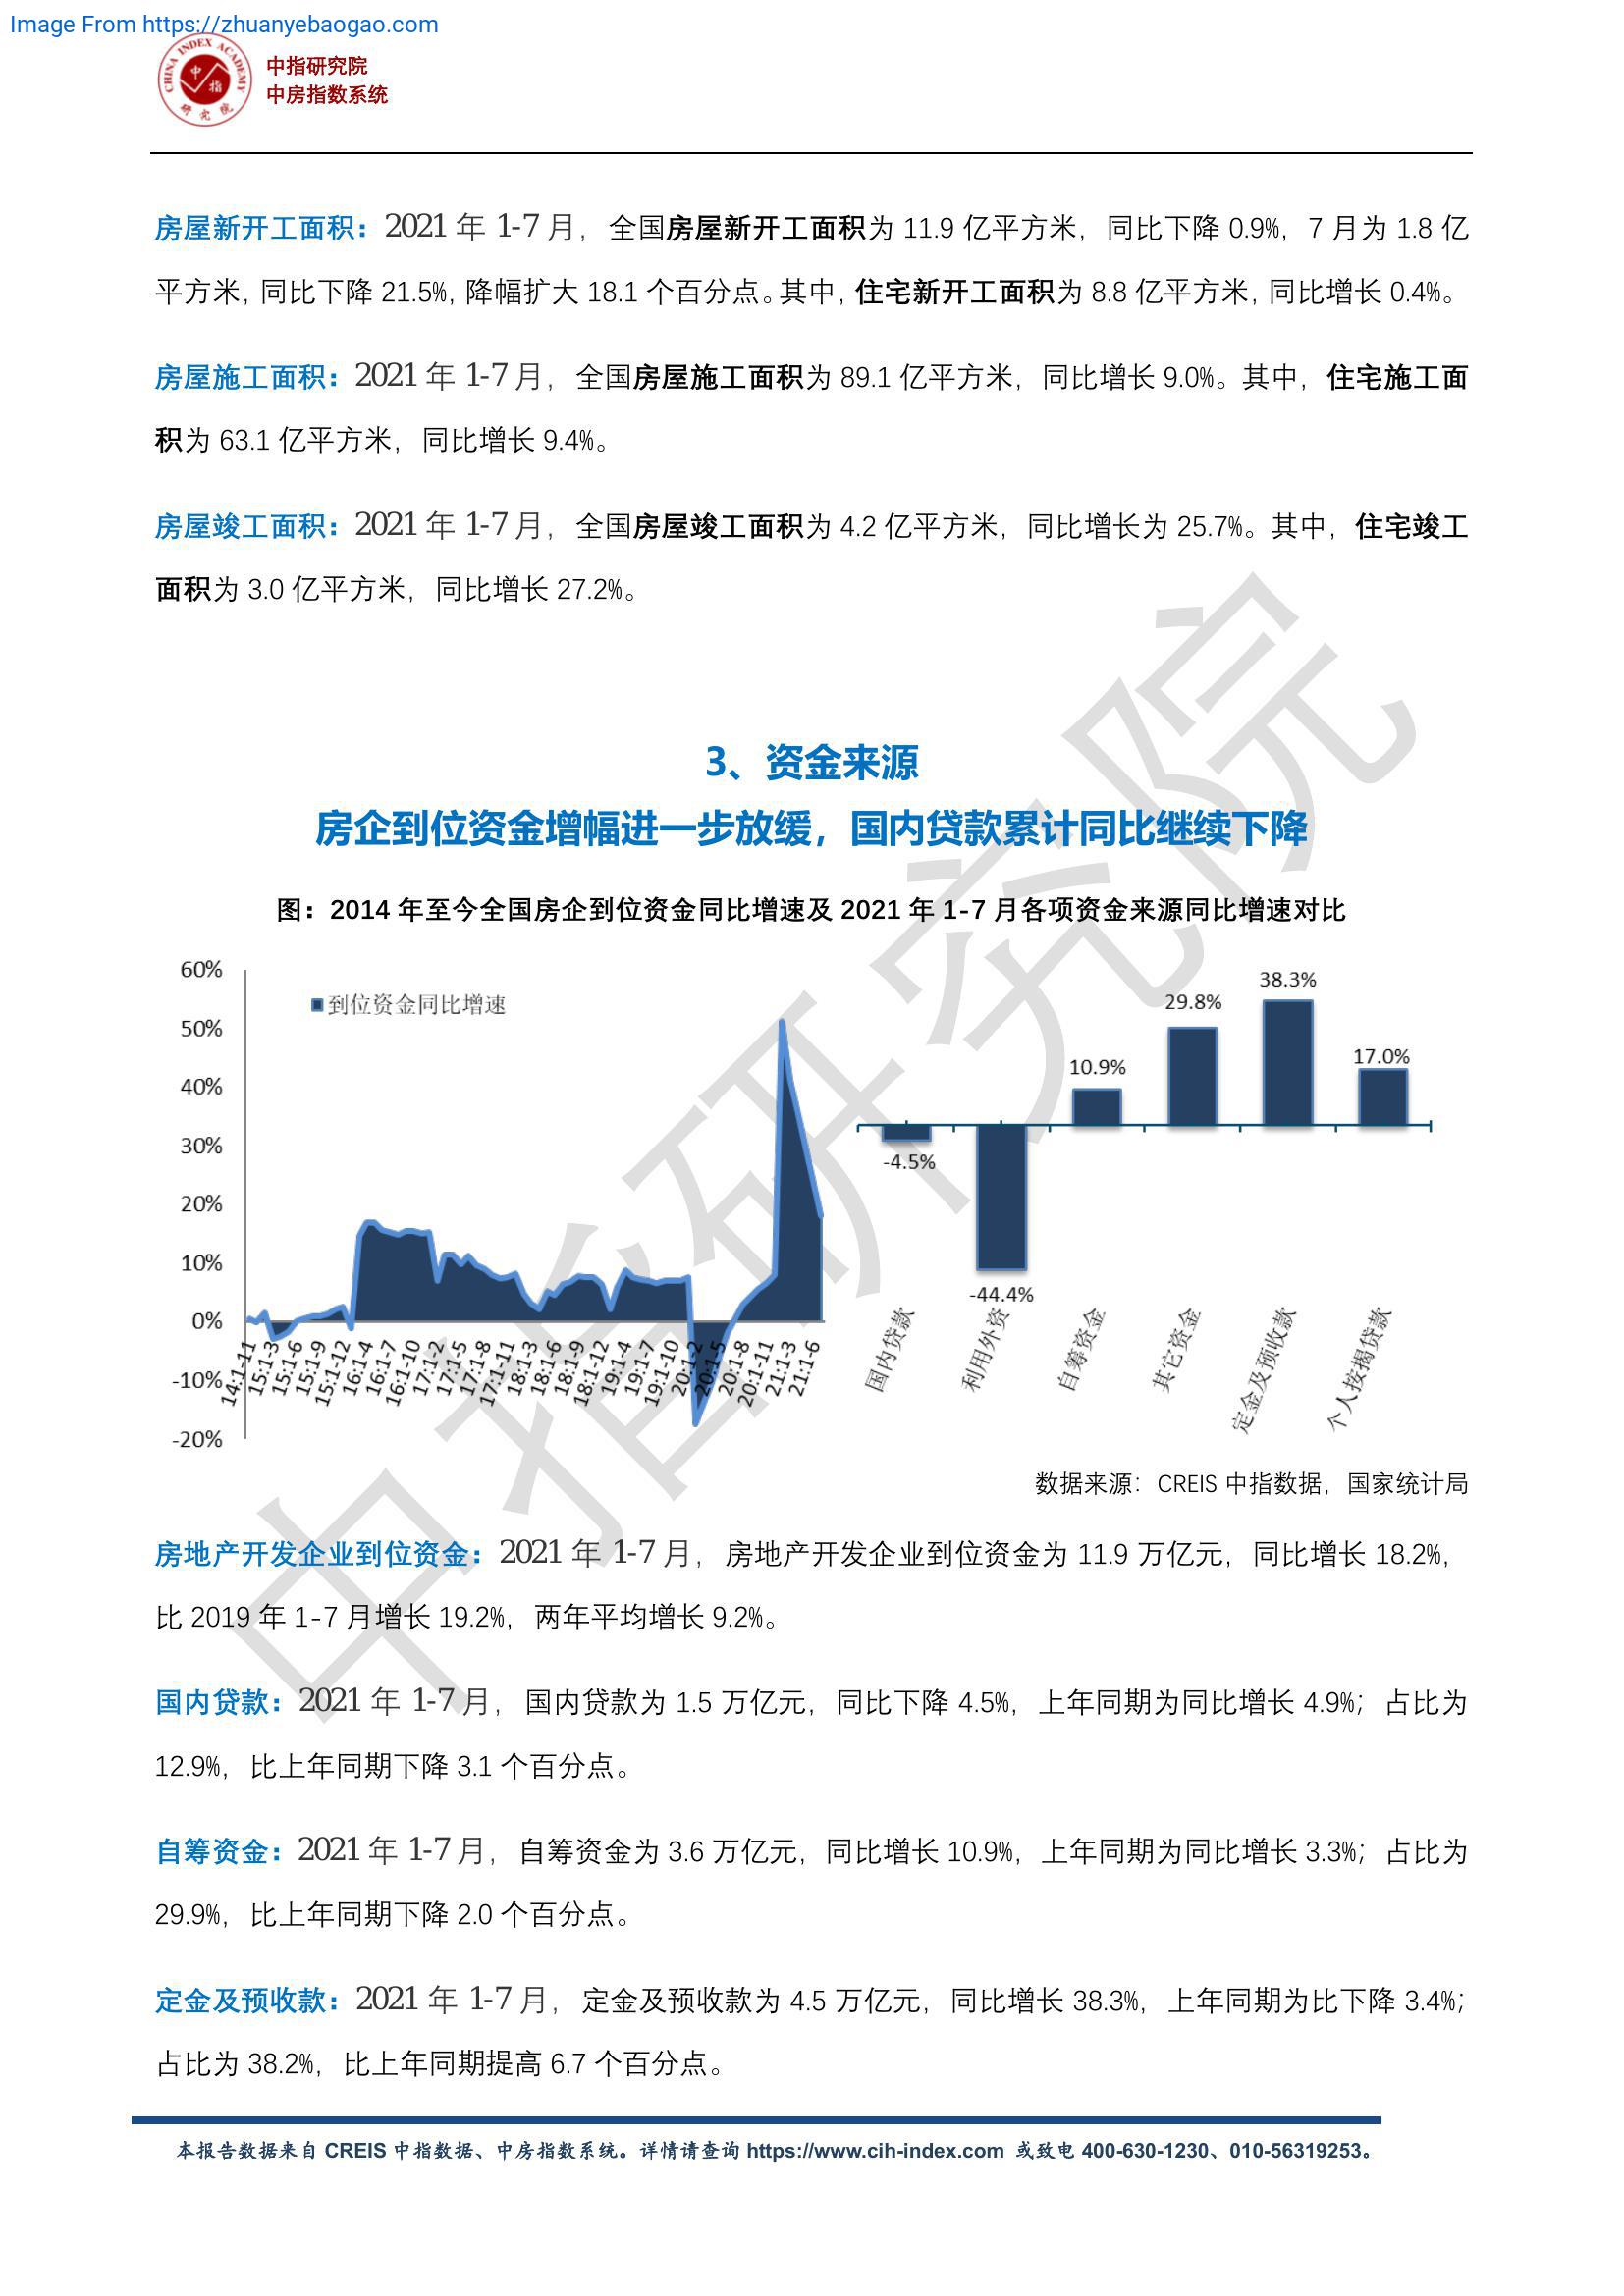 Image From https://zhuanyebaogao.com
CHINA INDEX ACADEMY
中指
研究院
中指研究院
中房指数系统
房屋新开工面积：2021 年 1-7 月，全国房屋新开工面积为 11.9 亿平方米，同比下降 0.9%，7 月为 1.8 亿
平方米，同比下降 21.5%，降幅扩大 18.1 个百分点。其中，住宅新开工面积为 8.8 亿平方米，同比增长 0.4%。
房屋施工面积：2021 年 1-7 月，全国房屋施工面积为 89.1 亿平方米，同比增长 9.0%。其中，住宅施工面
积为 63.1 亿平方米，同比增长 9.4%。
房屋竣工面积：2021 年 1-7 月，全国房屋竣工面积为 4.2 亿平方米，同比增长为 25.7%。其中，住宅竣工
面积为 3.0 亿平方米，同比增长 27.2%。
3、资金来源
房企到位资金增幅进一步放缓，国内贷款累计同比继续下降
图：2014 年至今全国房企到位资金同比增速及 2021 年 1-7 月各项资金来源同比增速对比
到位资金同比增速
60%
50%
40%
30%
20%
10%
0%
-10%
-20%
14:1-11
15:1-3
15:1-6
15:1-9
15:1-12
16:1-4
16:1-7
16:1-10
17:1-2
17:1-5
17:1-8
17:1-11
18:1-3
18:1-6
18:1-9
18:1-12
19:1-4
19:1-7
19:1-10
20:1-2
20:1-5
20:1-8
20:1-11
21:1-3
21:1-6
-4.5%
-44.4%
10.9%
29.8%
38.3%
17.0%
国内贷款
利用外资
自筹资金
其它资金
定金及预收款
个人按揭贷款
数据来源：CREIS 中指数据，国家统计局
房地产开发企业到位资金：2021 年 1-7 月，房地产开发企业到位资金为 11.9 万亿元，同比增长 18.2%，
比 2019 年 1-7 月增长 19.2%，两年平均增长 9.2%。
国内贷款：2021 年 1-7 月，国内贷款为 1.5 万亿元，同比下降 4.5%，上年同期为同比增长 4.9%；占比为
12.9%，比上年同期下降 3.1 个百分点。
自筹资金：2021 年 1-7 月，自筹资金为 3.6 万亿元，同比增长 10.9%，上年同期为同比增长 3.3%；占比为
29.9%，比上年同期下降 2.0 个百分点。
定金及预收款：2021 年 1-7 月，定金及预收款为 4.5 万亿元，同比增长 38.3%，上年同期为比下降 3.4%；
占比为 38.2%，比上年同期提高 6.7 个百分点。
本报告数据来自 CREIS 中指数据、中房指数系统。详情请查询 https://www.cih-index.com 或致电 400-630-1230、010-56319253。
中指研究院